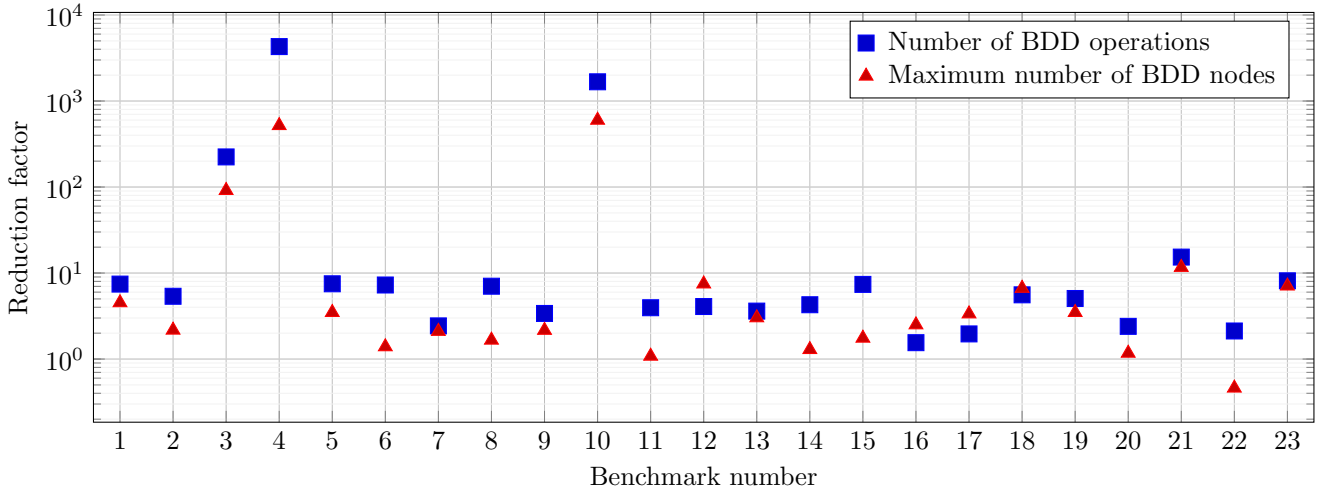 10^4
10^3
10^2
10^1
10^0
Reduction factor
Number of BDD operations
Maximum number of BDD nodes
1 2 3 4 5 6 7 8 9 10 11 12 13 14 15 16 17 18 19 20 21 22 23
Benchmark number